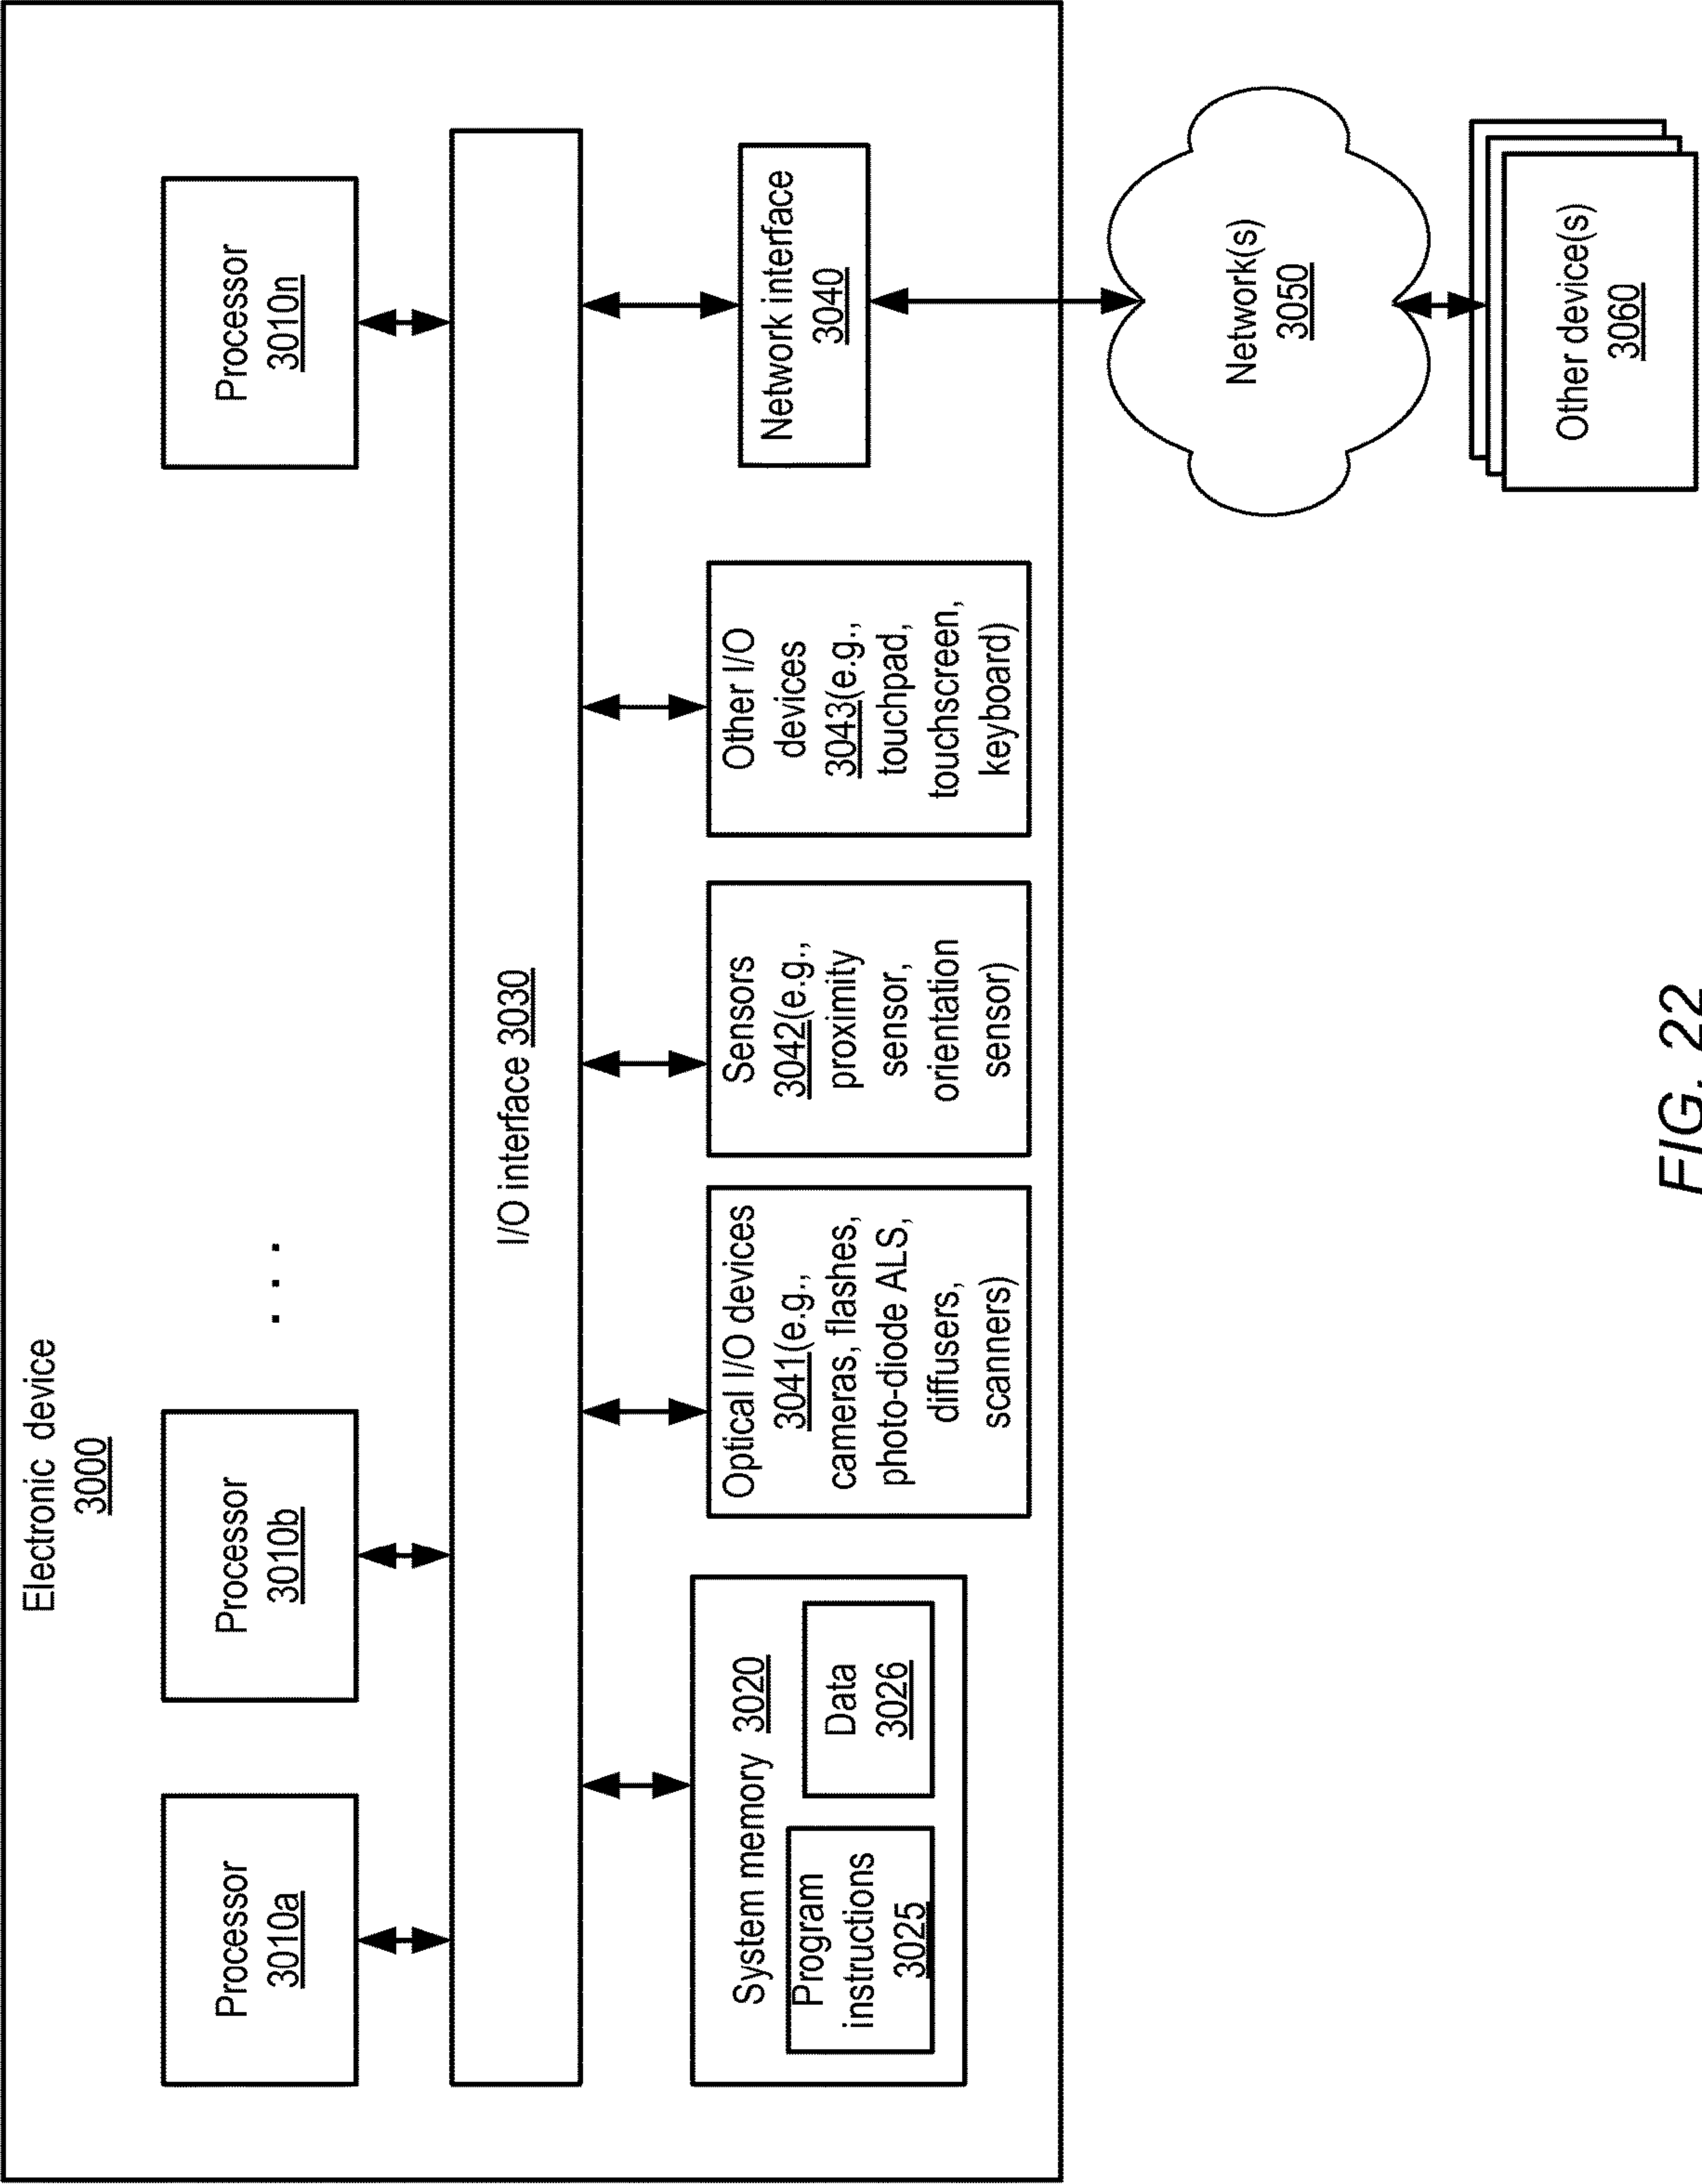 Electronic device
3000
Processor
3010a
Processor
3010b
. . .
Processor
3010n
I/O interface 3030
System memory 3020
Program
instructions
3025
Data
3026
Optical I/O devices
3041(e.g.,
cameras, flashes,
photo-diode ALS,
diffusers,
scanners)
Sensors
3042(e.g.,
proximity
sensor,
orientation
sensor)
Other I/O
devices
3043(e.g.,
touchpad,
touchscreen,
keyboard)
Network interface
3040
Network(s)
3050
Other device(s)
3060
FIG. 22